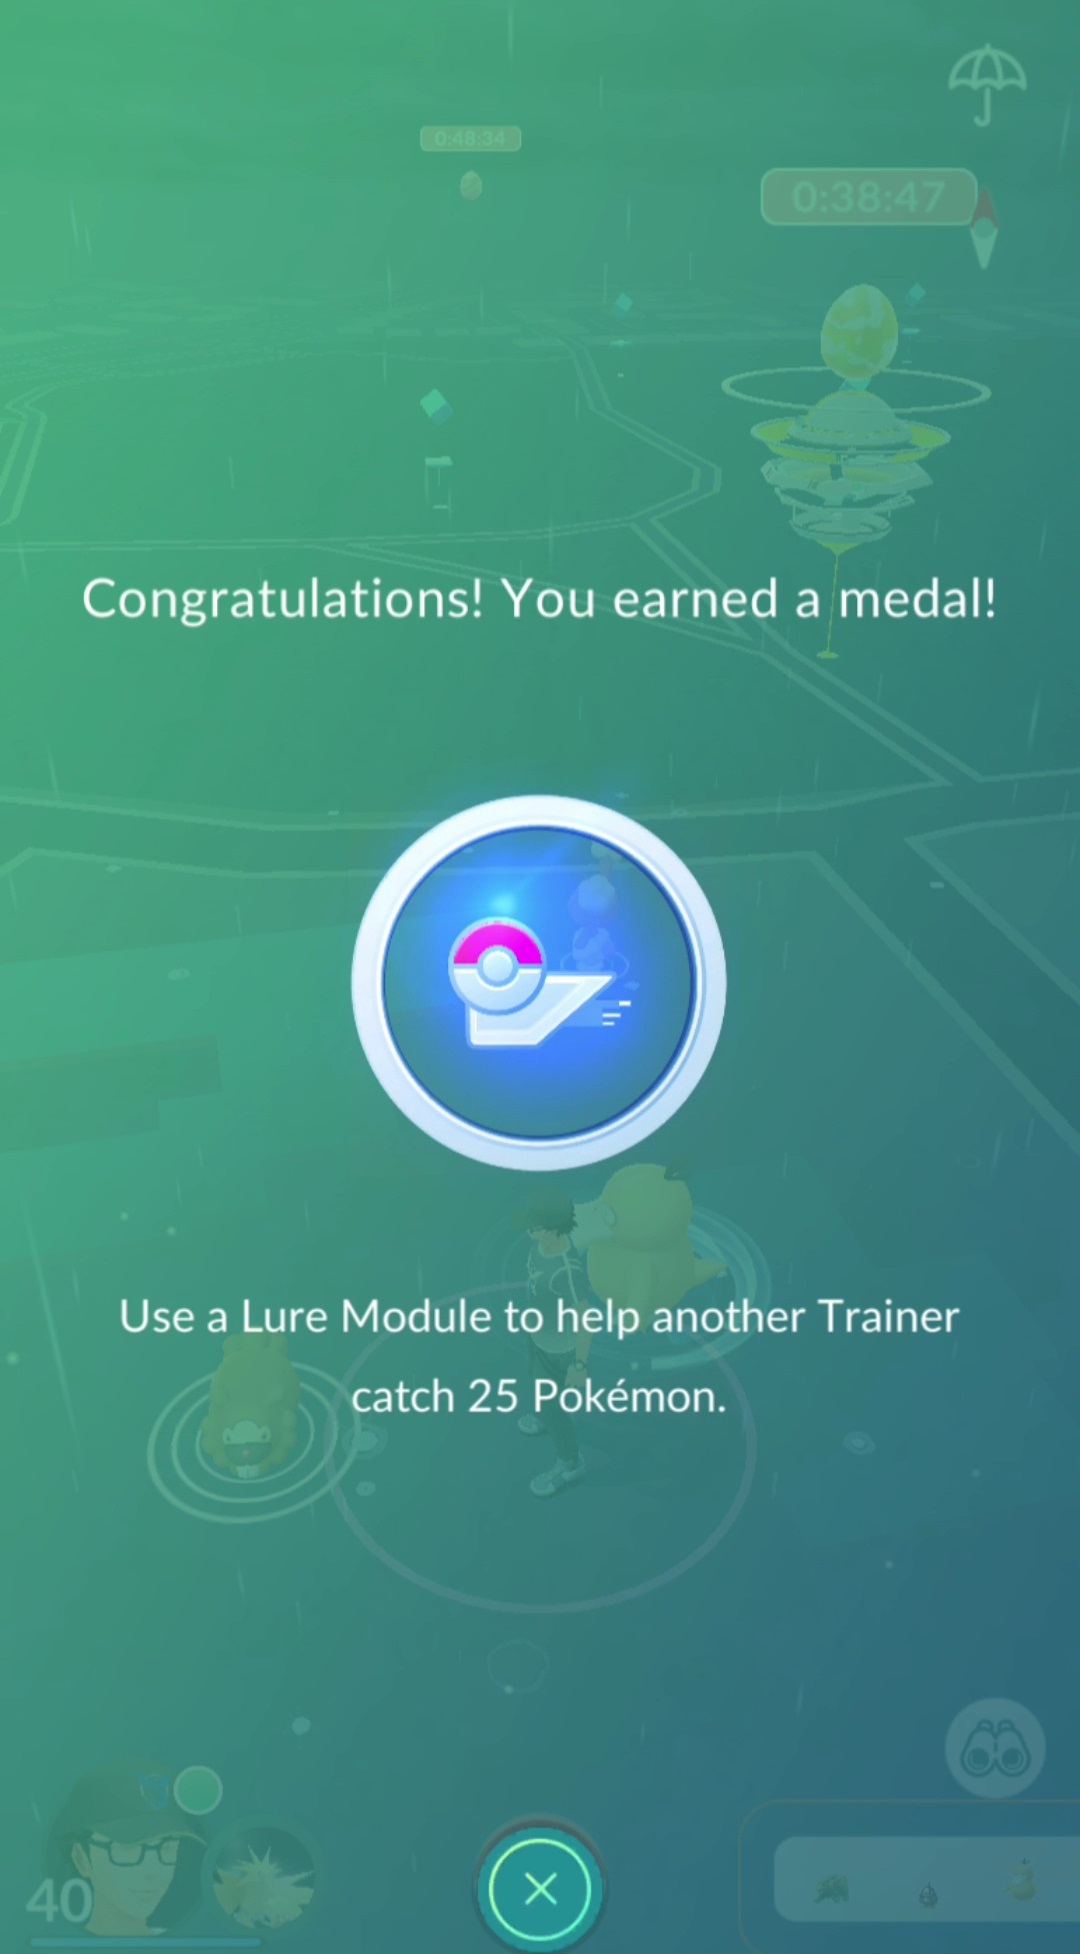 0:48:34
0:38:47
Congratulations! You earned a medal!
Use a Lure Module to help another Trainer
catch 25 Pokémon.
40